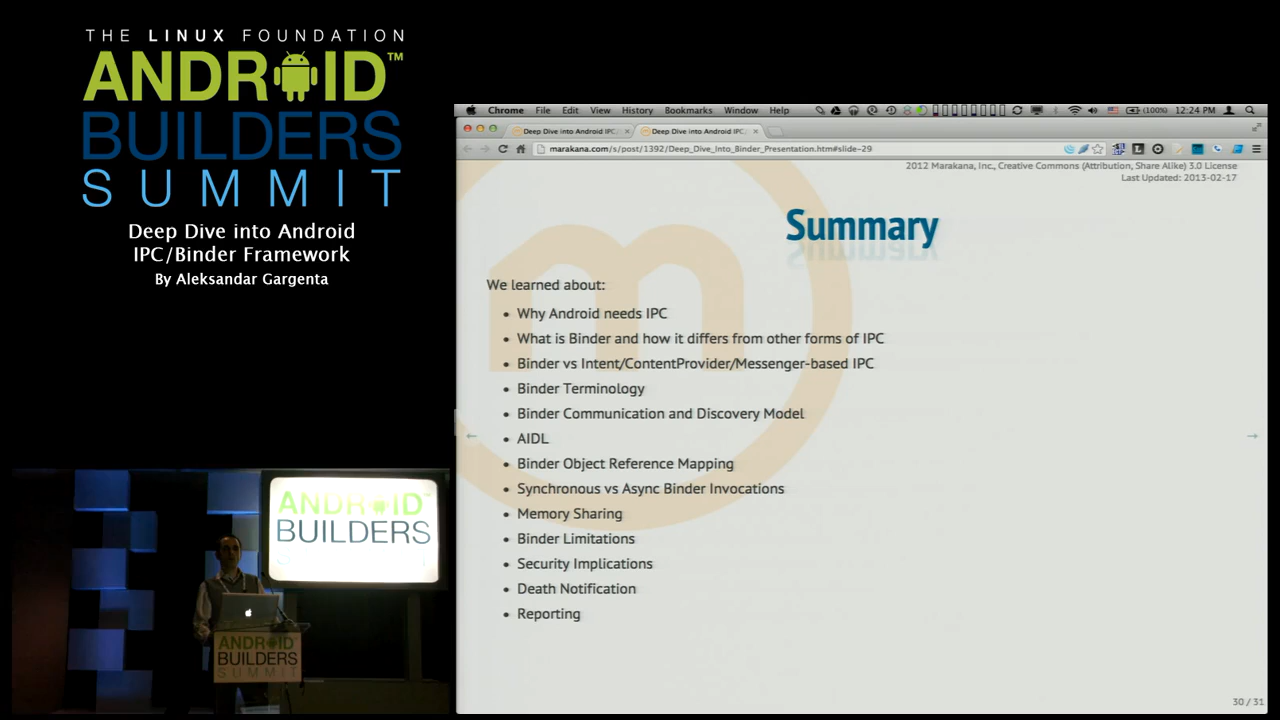 THE LINUX FOUNDATION
ANDROID™
BUILDERS
SUMMIT
Deep Dive into Android
IPC/Binder Framework
By Aleksandar Gargenta
Chrome File Edit View History Bookmarks Window Help (100%) 12:24 PM
Deep Dive into Android IPC/ Deep Dive into Android IPC/
marakana.com/s/post/1392/Deep_Dive_Into_Binder_Presentation.htm#slide-29
2012 Marakana, Inc., Creative Commons (Attribution, Share Alike) 3.0 License
Last Updated: 2013-02-17
Summary
We learned about:
• Why Android needs IPC
• What is Binder and how it differs from other forms of IPC
• Binder vs Intent/ContentProvider/Messenger-based IPC
• Binder Terminology
• Binder Communication and Discovery Model
• AIDL
• Binder Object Reference Mapping
• Synchronous vs Async Binder Invocations
• Memory Sharing
• Binder Limitations
• Security Implications
• Death Notification
• Reporting
30 / 31
ANDROID™
BUILDERS
ANDROID
BUILDERS
SUMMIT